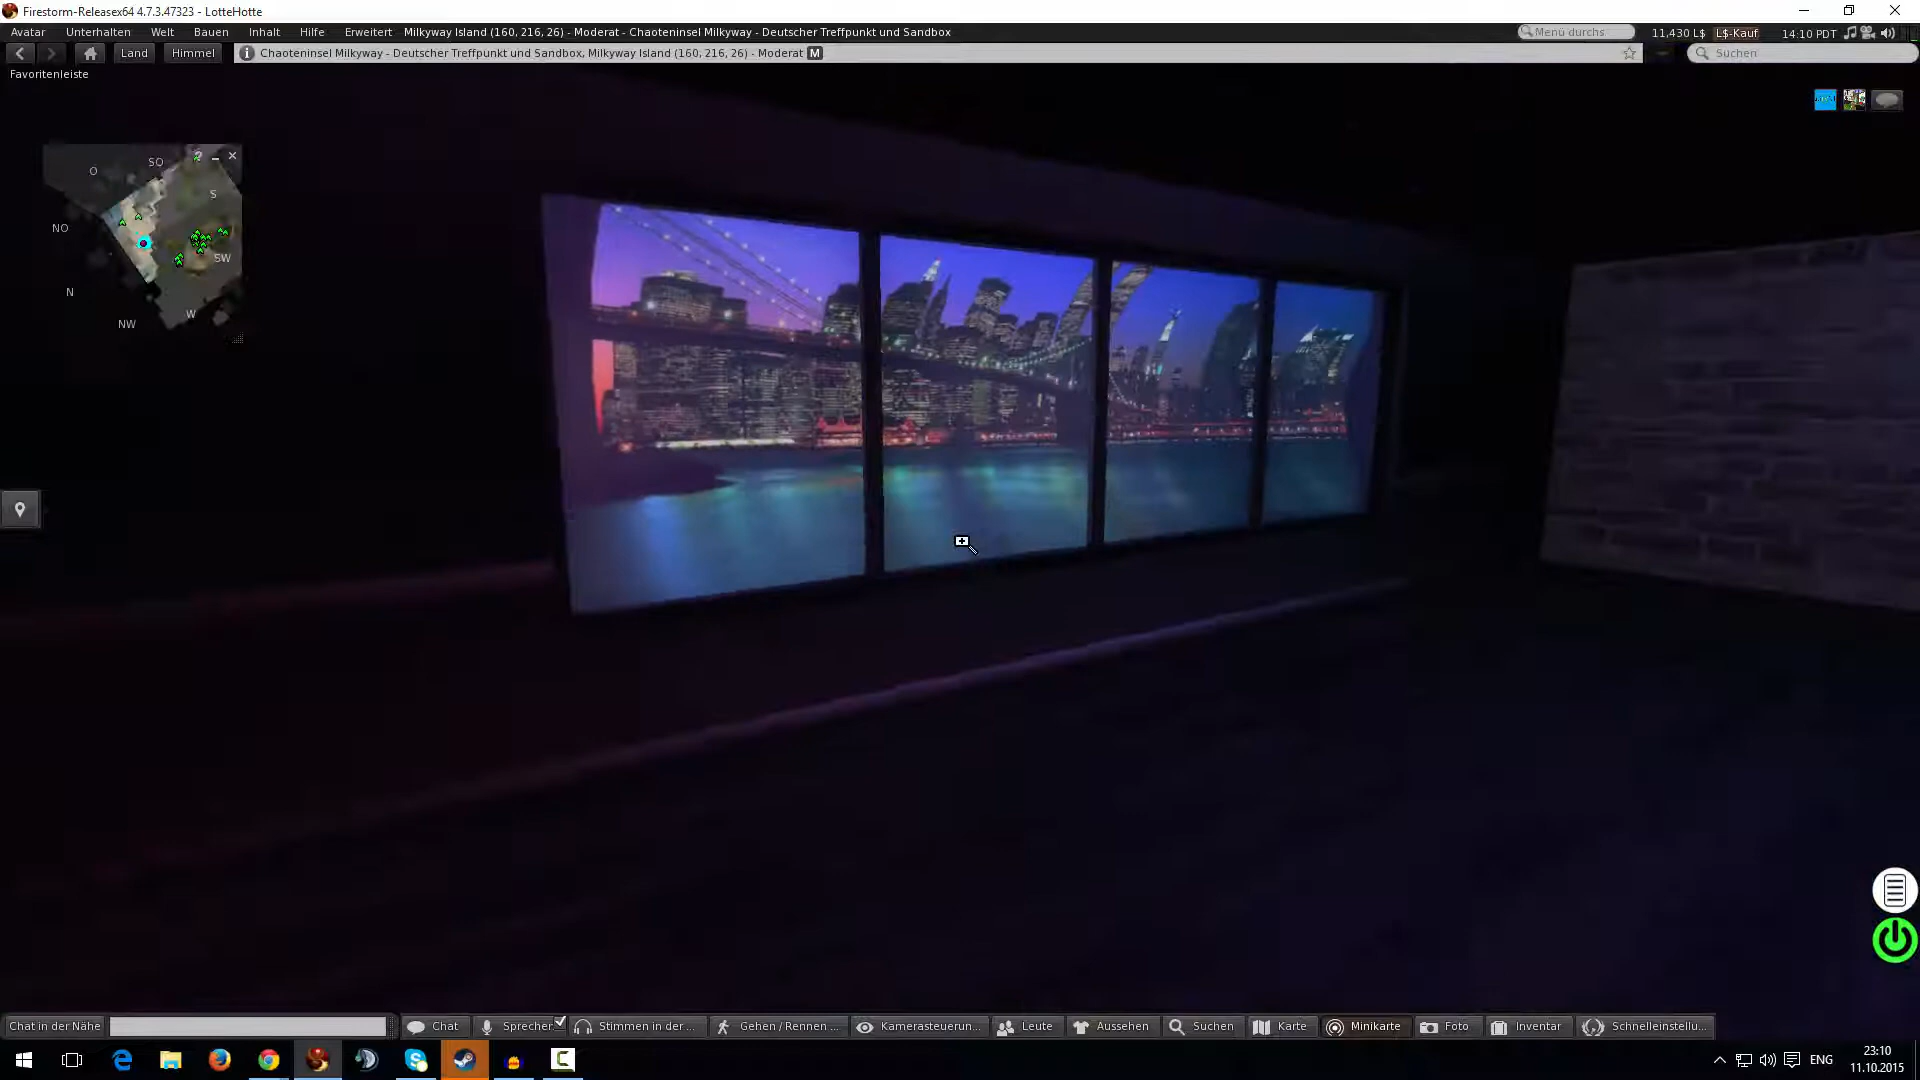 Firestorm-Releasex64 4.7.3.47323 - LotteHotte
Avatar Unterhalten Welt Bauen Inhalt Hilfe Erweitert Milkyway Island (160, 216, 26) - Moderat - Chaoteninsel Milkyway - Deutscher Treffpunkt und Sandbox Menü durchs 11,430 L$ L$-Kauf 14:10 PDT
Land Himmel Chaoteninsel Milkyway - Deutscher Treffpunkt und Sandbox, Milkyway Island (160, 216, 26) - Moderat M Suchen
Favoritenleiste
? _ ×
SO
O
S
NO
SW
N
W
NW
Chat in der Nähe Chat Sprecher Stimmen in der ... Gehen / Rennen ... Kamerasteuerun... Leute Aussehen Suchen Karte Minikarte Foto Inventar Schnelleinstellu...
ENG
23:10
11.10.2015